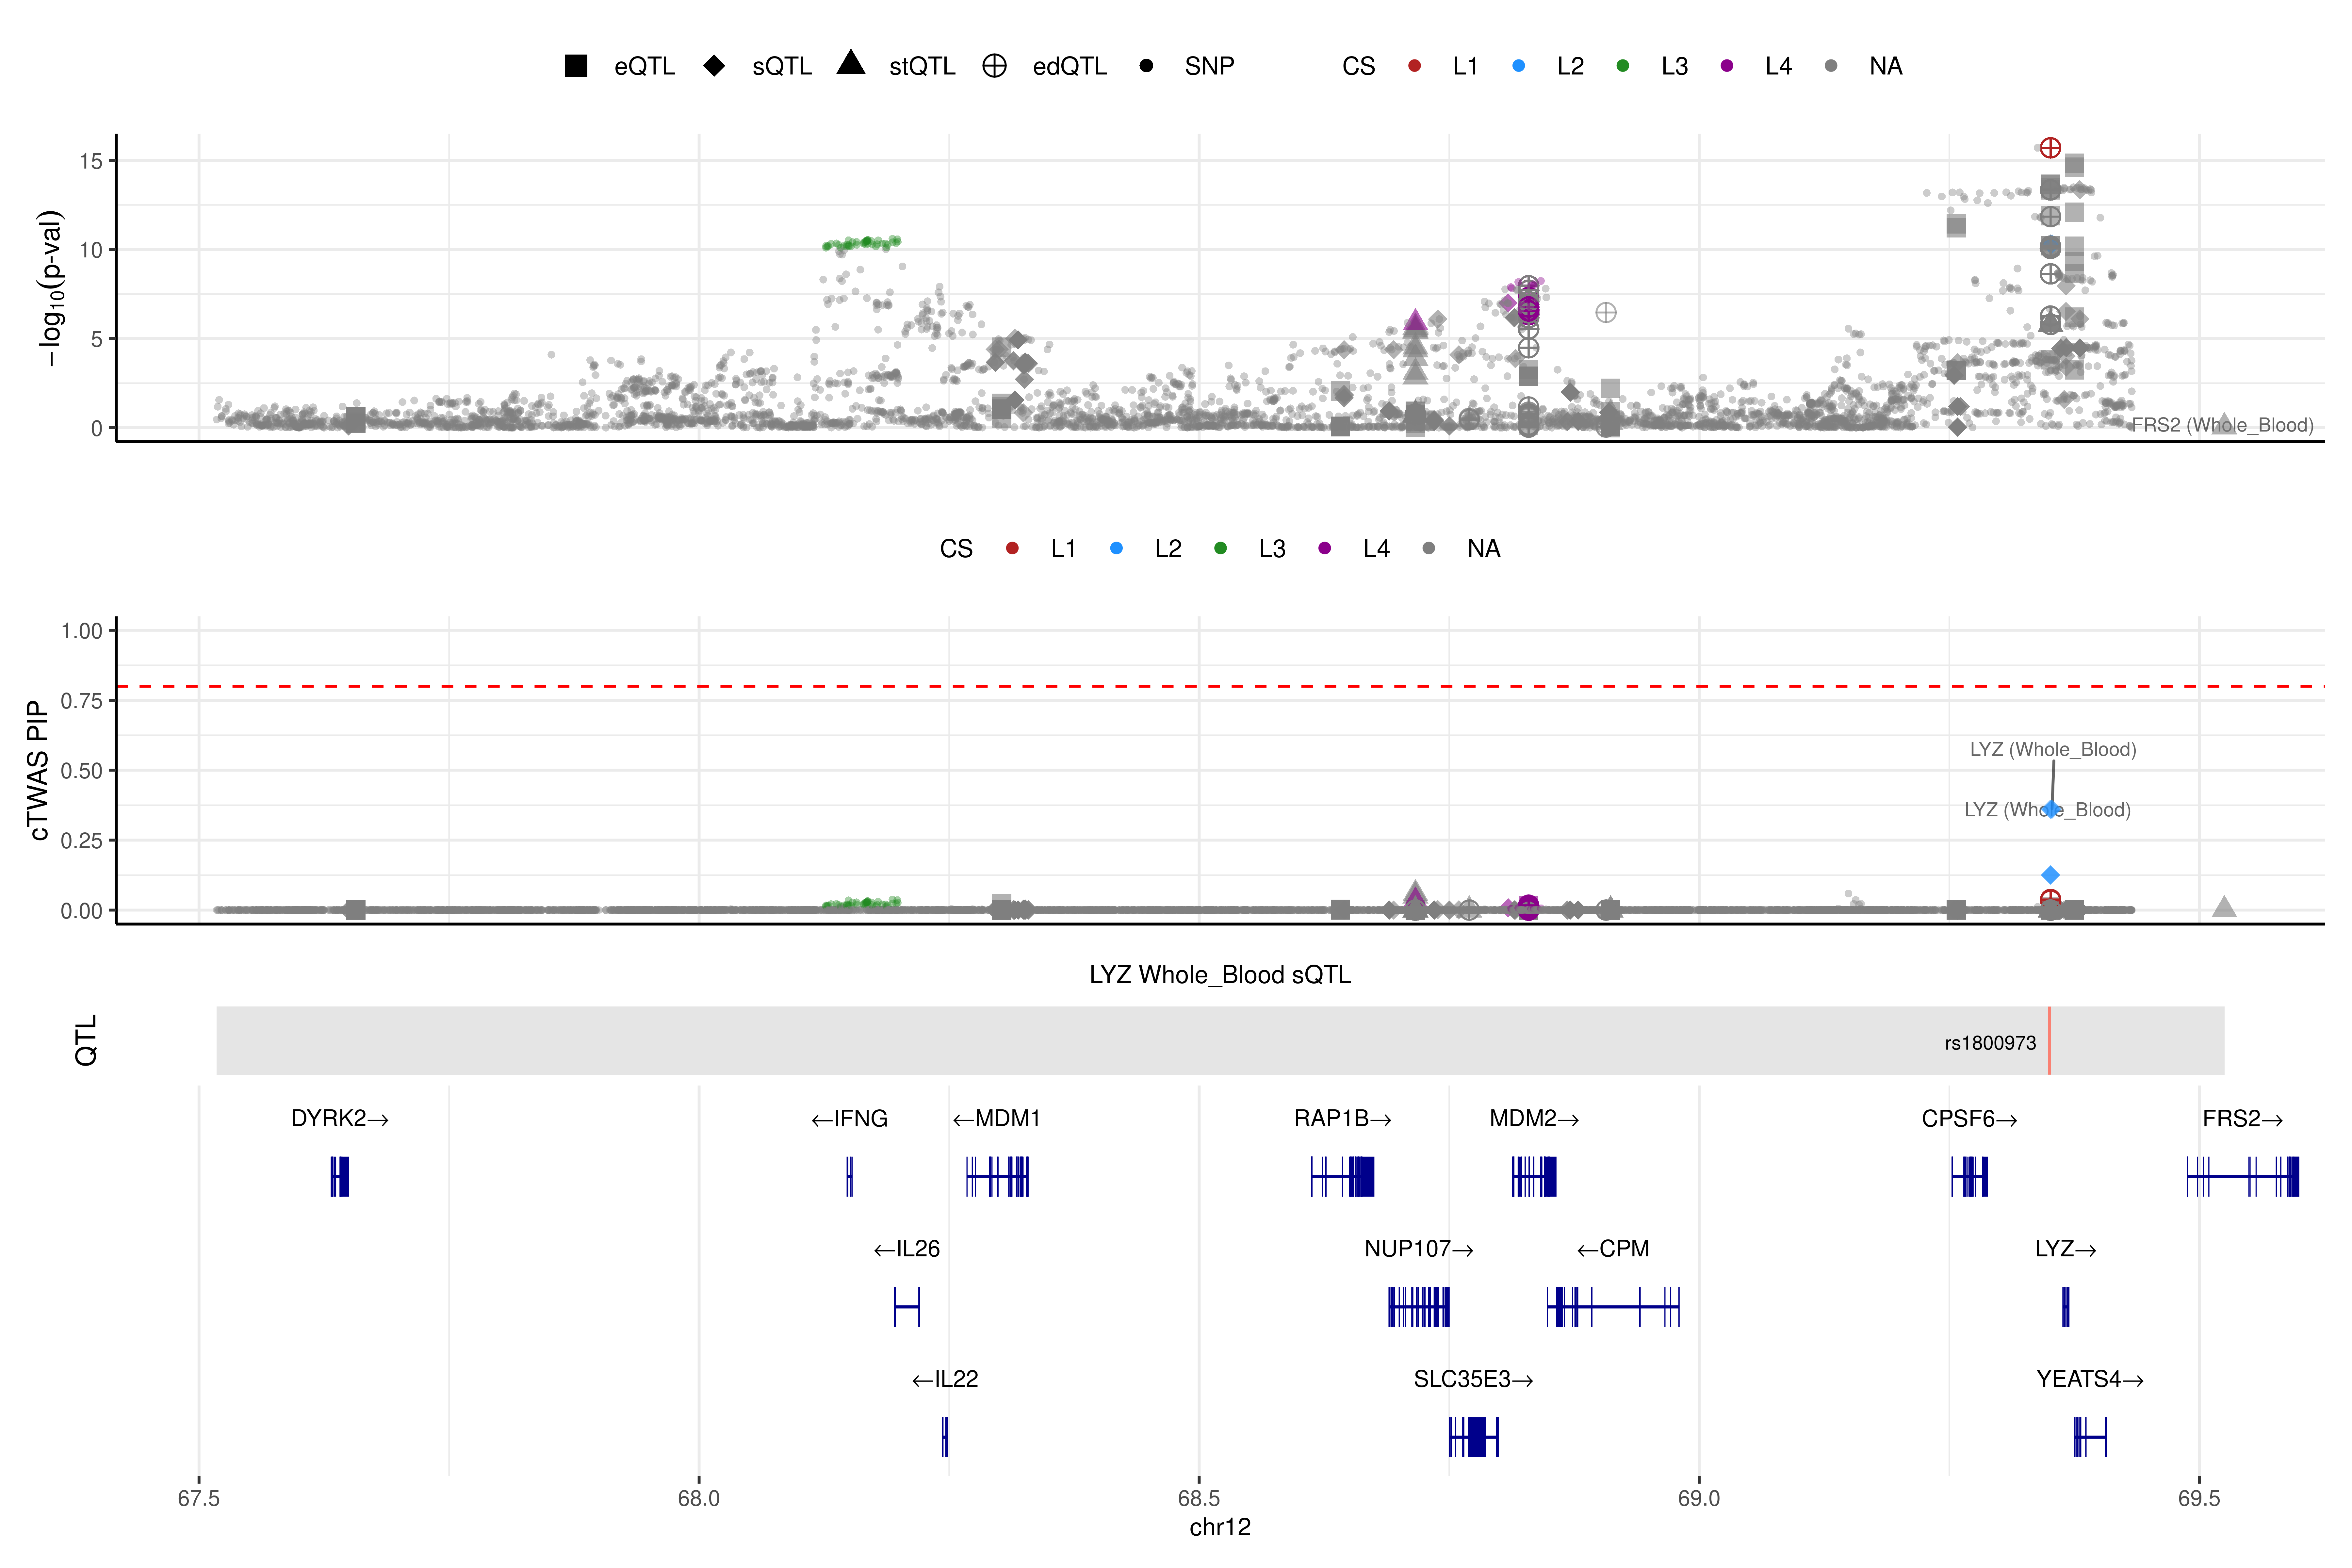 eQTL sQTL stQTL edQTL SNP CS L1 L2 L3 L4 NA
−log10(p-val)
15
10
5
0
FRS2 (Whole_Blood)
CS L1 L2 L3 L4 NA
cTWAS PIP
1.00
0.75
0.50
0.25
0.00
LYZ (Whole_Blood)
LYZ (Whole_Blood)
LYZ Whole_Blood sQTL
QTL
rs1800973
DYRK2→ ←IFNG ←MDM1 RAP1B→ MDM2→ CPSF6→ FRS2→
←IL26 NUP107→ ←CPM LYZ→
←IL22 SLC35E3→ YEATS4→
67.5 68.0 68.5 69.0 69.5
chr12